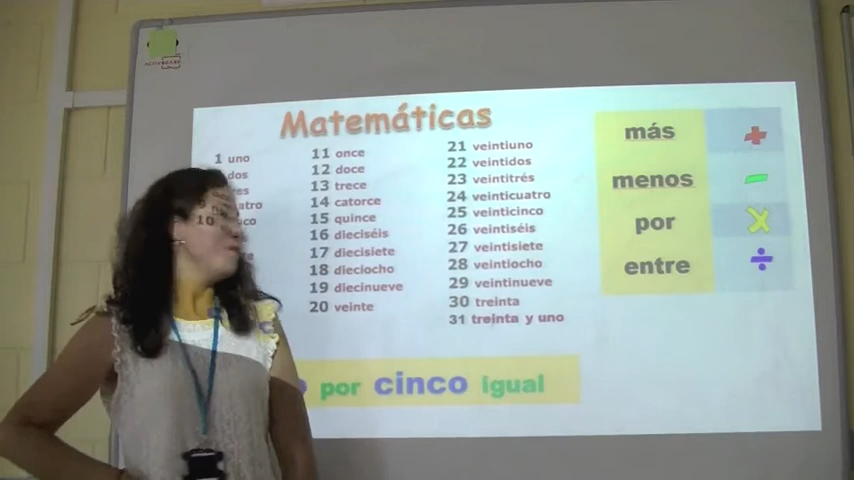 Matemáticas
1 uno
dos
11 once
12 doce
13 trece
14 catorce
15 quince
16 dieciséis
17 diecisiete
18 dieciocho
19 diecinueve
20 veinte
10
21 veintiuno
22 veintidos
23 veintitrés
24 veinticuatro
25 veinticinco
26 veintiséis
27 veintisiete
28 veintiocho
29 veintinueve
30 treinta
31 treinta y uno
más +
menos -
por x
entre ÷
por cinco igual